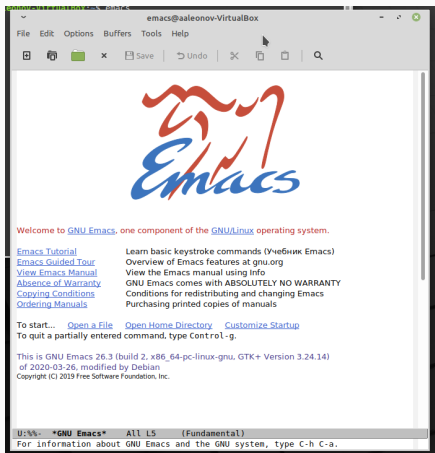 emacs@aaleonov-VirtualBox
File Edit Options Buffers Tools Help
Save Undo
Emacs
Welcome to GNU Emacs, one component of the GNU/Linux operating system.
Emacs Tutorial Learn basic keystroke commands (Учебник Emacs)
Emacs Guided Tour Overview of Emacs features at gnu.org
View Emacs Manual View the Emacs manual using Info
Absence of Warranty GNU Emacs comes with ABSOLUTELY NO WARRANTY
Copying Conditions Conditions for redistributing and changing Emacs
Ordering Manuals Purchasing printed copies of manuals
To start... Open a File Open Home Directory Customize Startup
To quit a partially entered command, type Control-g.
This is GNU Emacs 26.3 (build 2, x86_64-pc-linux-gnu, GTK+ Version 3.24.14)
of 2020-03-26, modified by Debian
Copyright (C) 2019 Free Software Foundation, Inc.
U:%%- *GNU Emacs* All L5 (Fundamental)
For information about GNU Emacs and the GNU system, type C-h C-a.